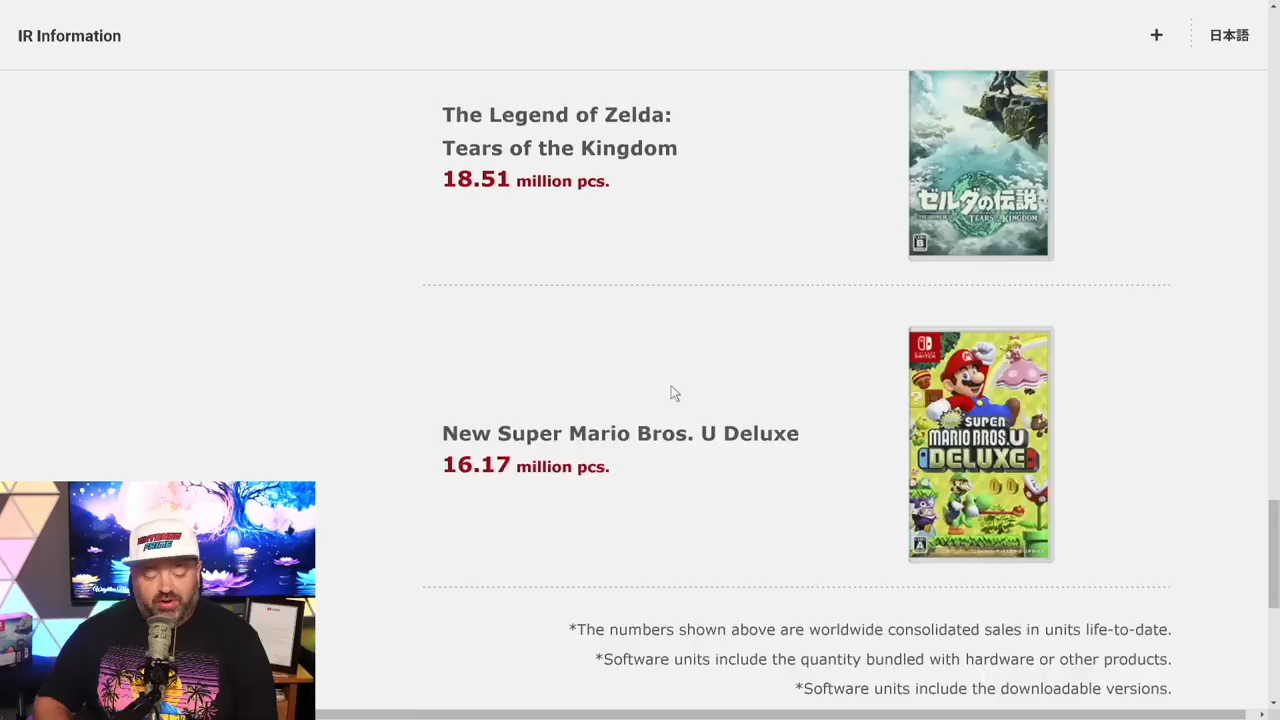 IR Information
+
日本語
The Legend of Zelda:
Tears of the Kingdom
18.51 million pcs.
ゼルダの伝説
TEARS OF THE KINGDOM
B
New Super Mario Bros. U Deluxe
16.17 million pcs.
SUPER
MARIO BROS. U
DELUXE
A
*The numbers shown above are worldwide consolidated sales in units life-to-date.
*Software units include the quantity bundled with hardware or other products.
*Software units include the downloadable versions.